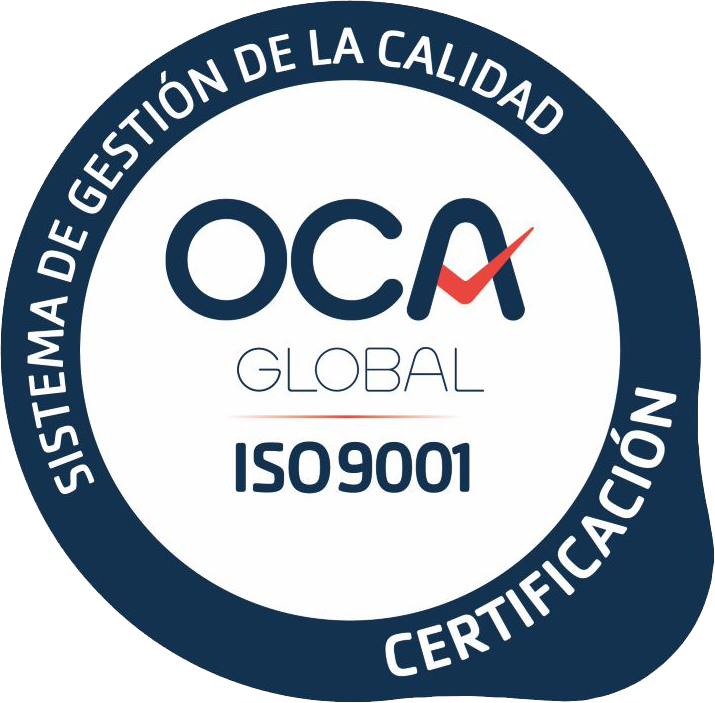 SISTEMA DE GESTIÓN DE LA CALIDAD
OCA
GLOBAL
ISO9001
CERTIFICACIÓN